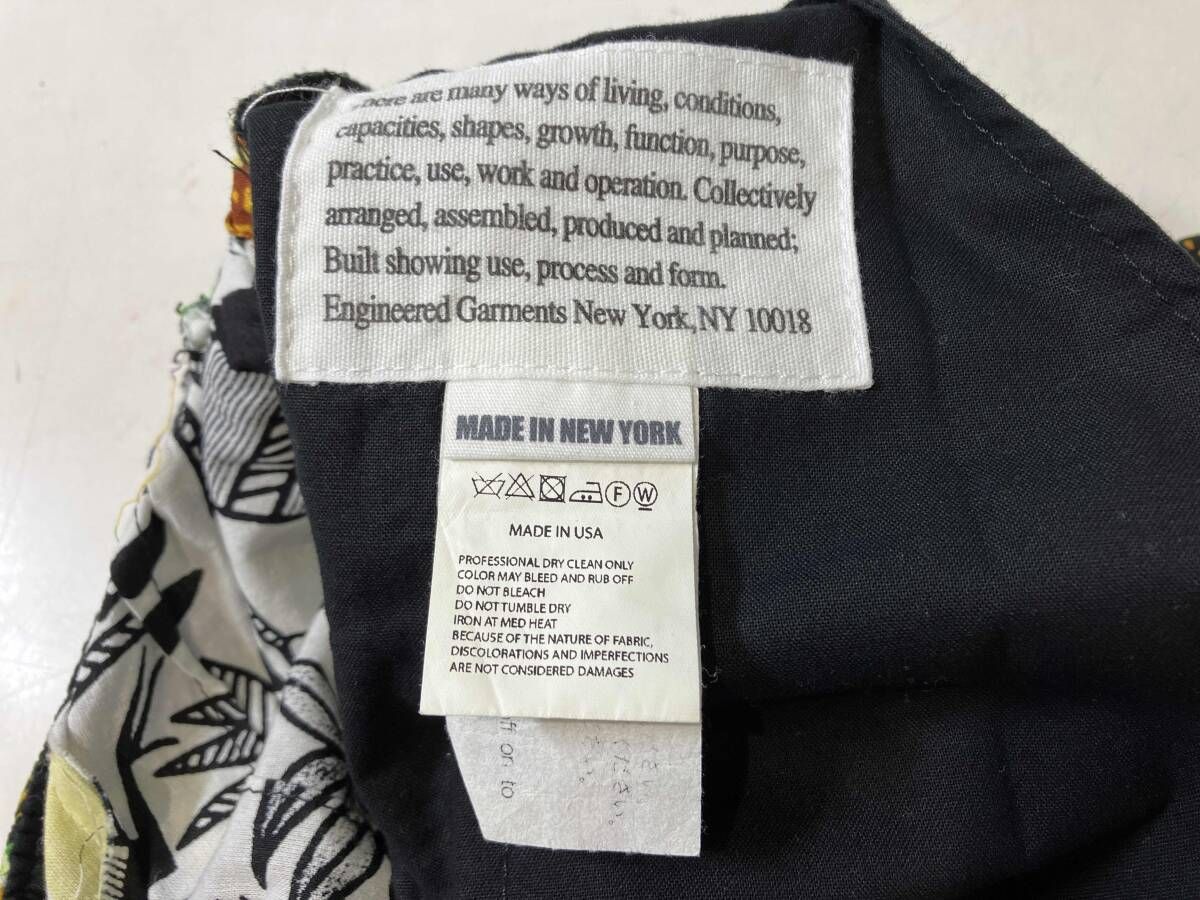 are many ways of living, conditions,
capacities, shapes, growth, function, purpose,
practice, use, work and operation. Collectively
arranged, assembled, produced and planned;
Built showing use, process and form.
Engineered Garments New York, NY 10018
MADE IN NEW YORK
F W
MADE IN USA
PROFESSIONAL DRY CLEAN ONLY
COLOR MAY BLEED AND RUB OFF
DO NOT BLEACH
DO NOT TUMBLE DRY
IRON AT MED HEAT
BECAUSE OF THE NATURE OF FABRIC,
DISCOLORATIONS AND IMPERFECTIONS
ARE NOT CONSIDERED DAMAGES
or to